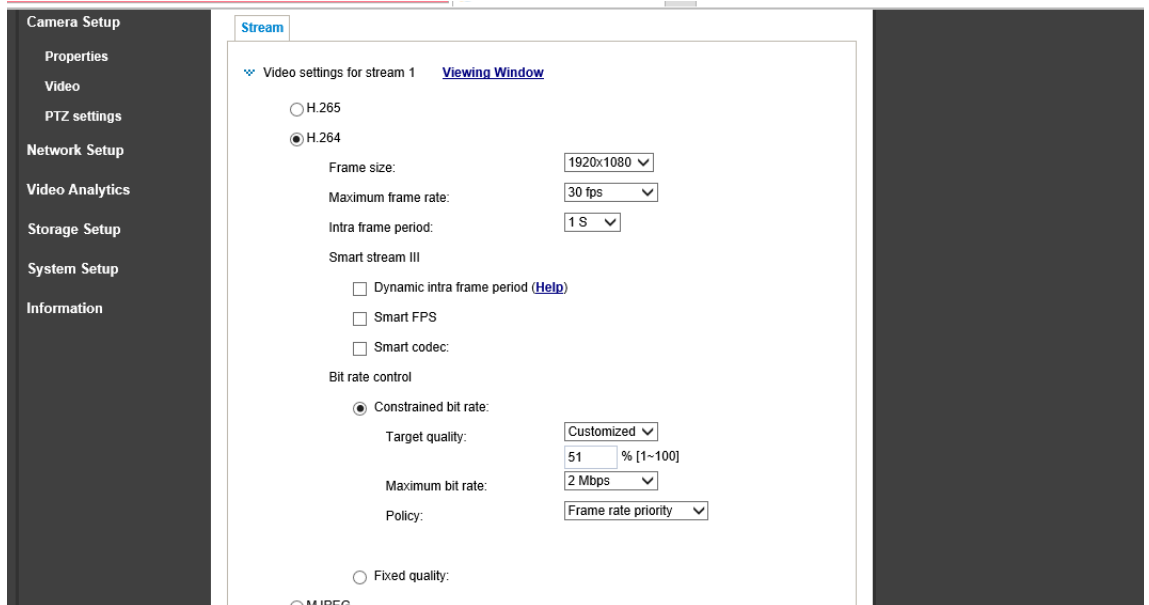 Camera Setup
Properties
Video
PTZ settings
Network Setup
Video Analytics
Storage Setup
System Setup
Information
Stream
Video settings for stream 1 Viewing Window
H.265
H.264
Frame size: 1920x1080
Maximum frame rate: 30 fps
Intra frame period: 1 S
Smart stream III
Dynamic intra frame period (Help)
Smart FPS
Smart codec:
Bit rate control
Constrained bit rate:
Target quality: Customized
51 % [1~100]
Maximum bit rate: 2 Mbps
Policy: Frame rate priority
Fixed quality:
MJPEG